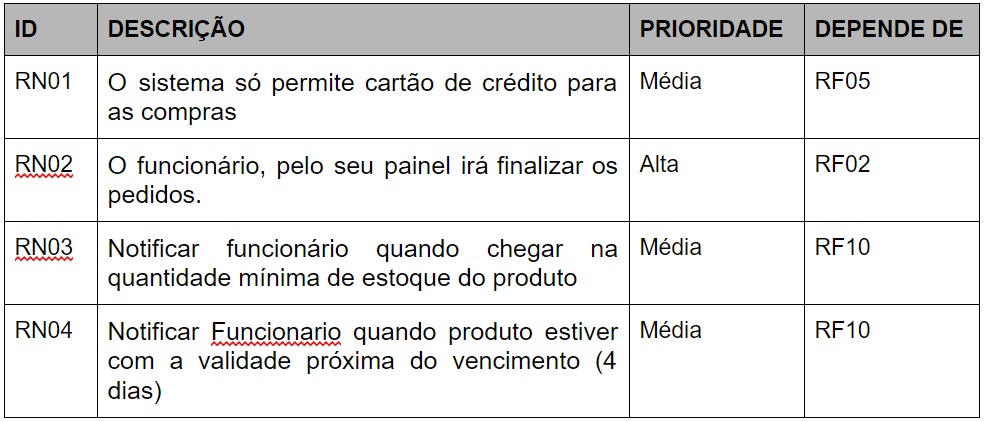 ID DESCRIÇÃO PRIORIDADE DEPENDE DE
RN01 O sistema só permite cartão de crédito para Média RF05
as compras
RN02 O funcionário, pelo seu painel irá finalizar os Alta RF02
pedidos.
RN03 Notificar funcionário quando chegar na Média RF10
quantidade mínima de estoque do produto
RN04 Notificar Funcionario quando produto estiver Média RF10
com a validade próxima do vencimento (4
dias)